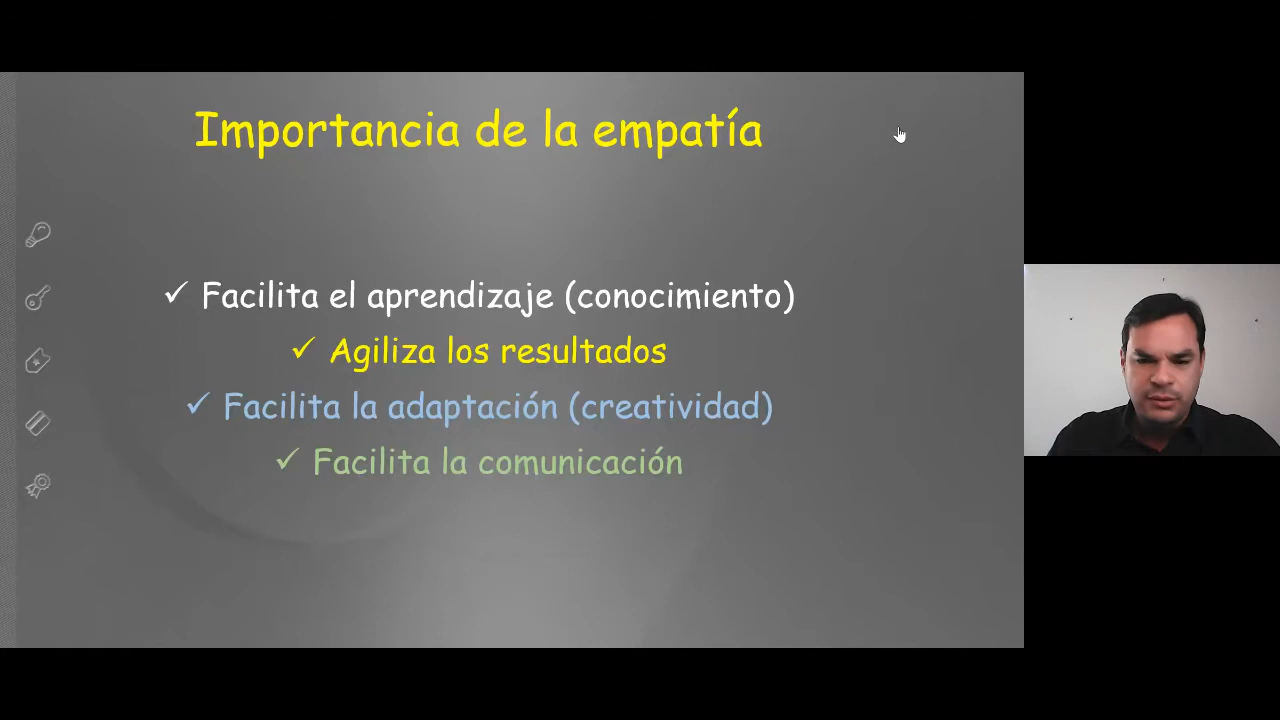 Importancia de la empatía
✓ Facilita el aprendizaje (conocimiento)
✓ Agiliza los resultados
✓ Facilita la adaptación (creatividad)
✓ Facilita la comunicación